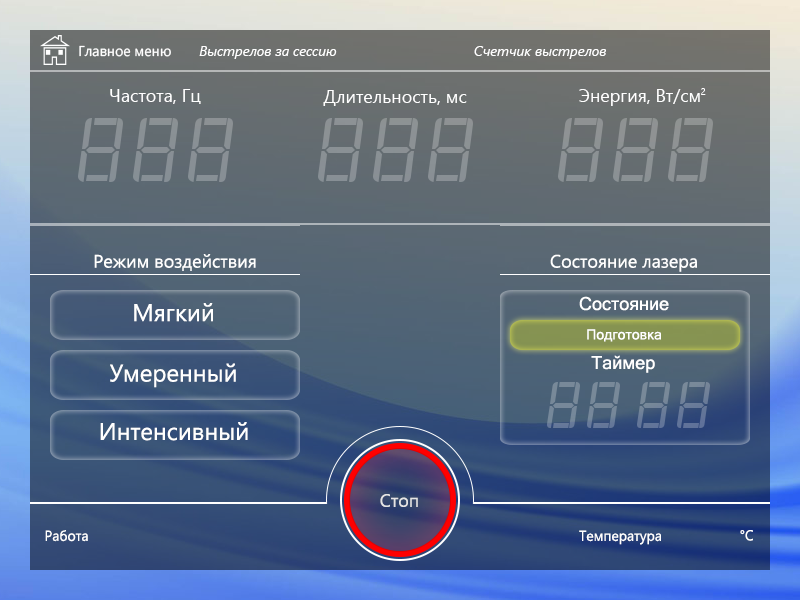 Главное меню Выстрелов за сессию Счетчик выстрелов
Частота, Гц Длительность, мс Энергия, Вт/см²
888 888 888
Режим воздействия Состояние лазера
Мягкий
Умеренный
Интенсивный
Состояние
Подготовка
Таймер
88 88
Стоп
Работа Температура °C